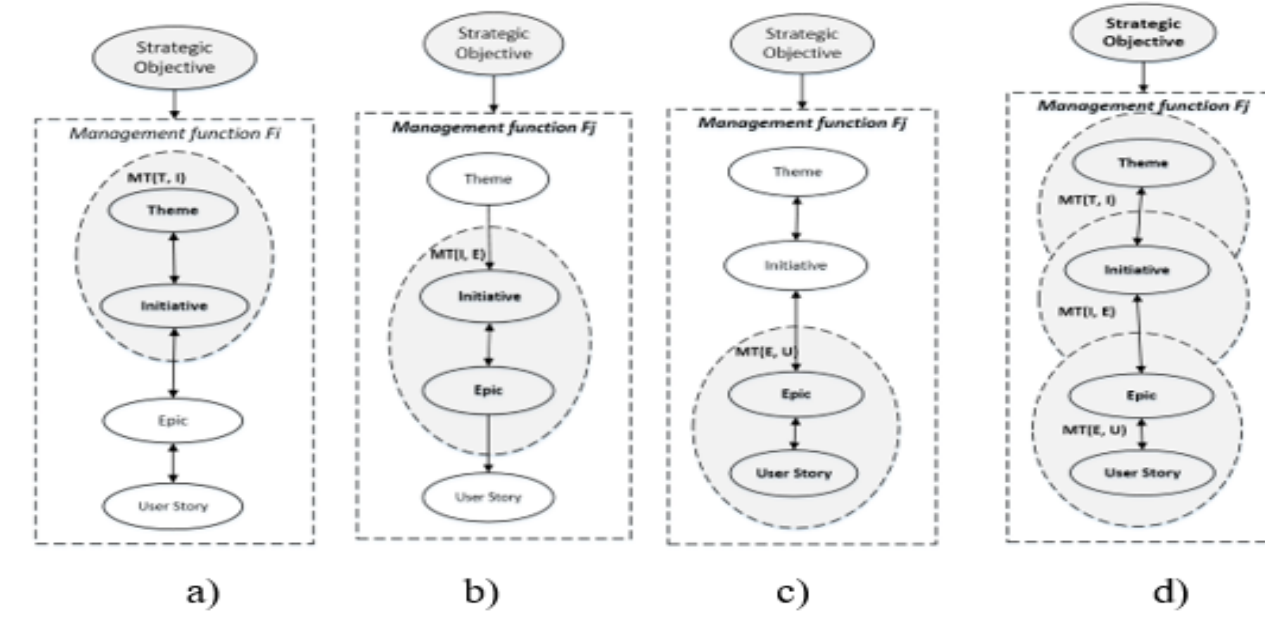 Strategic
Objective
Management function Fi
MT(T, I)
Theme
Initiative
Epic
User Story
a)
Strategic
Objective
Management function Fj
Theme
MT(I, E)
Initiative
Epic
User Story
b)
Strategic
Objective
Management function Fj
Theme
Initiative
MT(E, U)
Epic
User Story
c)
Strategic
Objective
Management function Fj
Theme
MT(T, I)
Initiative
MT(I, E)
Epic
MT(E, U)
User Story
d)